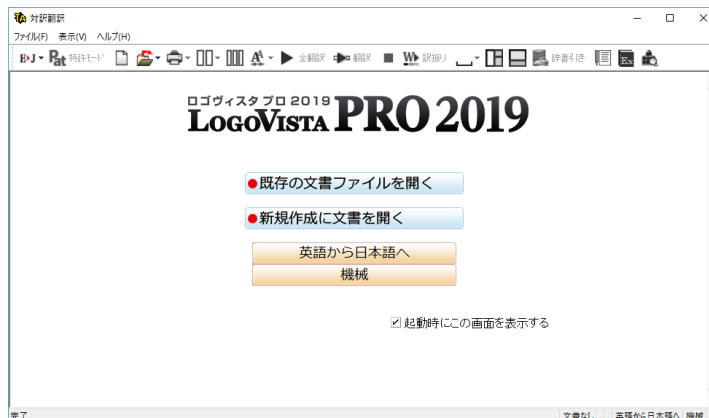 対訳翻訳
ファイル(F) 表示(V) ヘルプ(H)
E›J Pat 特許モード A 全翻訳 翻訳 W 訳振り 辞書引き Ex
ロゴヴィスタ プロ 2019
LOGOVISTA PRO 2019
●既存の文書ファイルを開く
●新規作成に文書を開く
英語から日本語へ
機械
起動時にこの画面を表示する
完了 文書なし 英語から日本語へ 機械